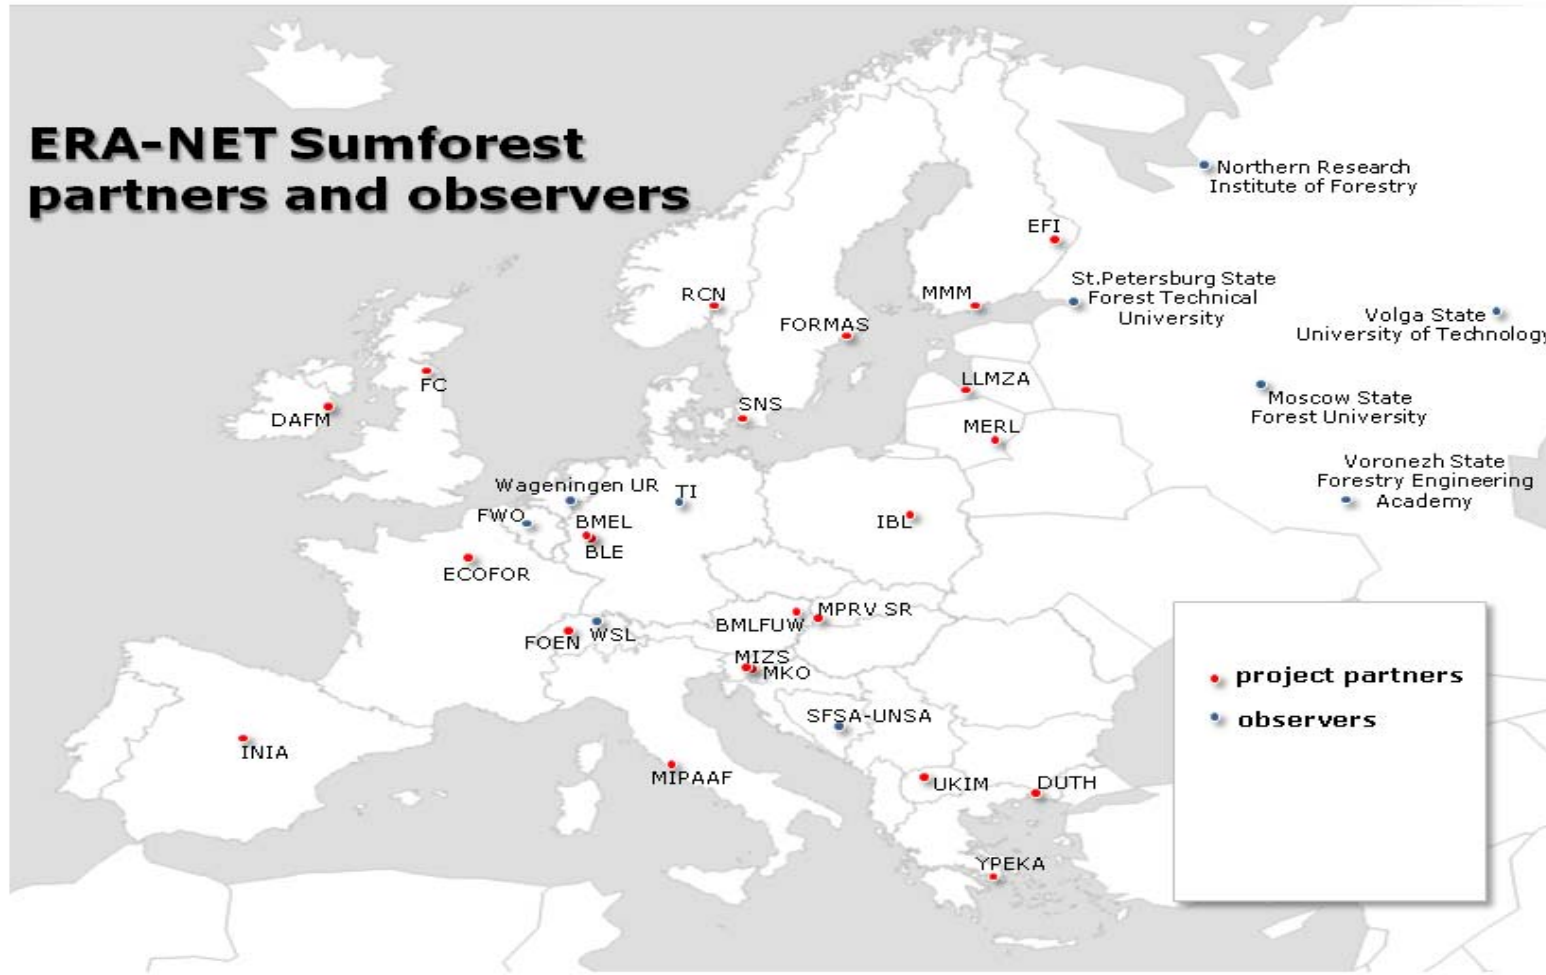 ERA-NET Sumforest
partners and observers
Northern Research
Institute of Forestry
EFI
St.Petersburg State
Forest Technical
University
RCN
MMM
FORMAS
Volga State
University of Technology
FC
LLMZA
DAFM
SNS
Moscow State
Forest University
MERL
Voronezh State
Forestry Engineering
Academy
Wageningen UR
TI
FWO
BMEL
IBL
BLE
ECOFOR
MPRV SR
BMLFUW
FOEN
WSL
MIZS
MKO
project partners
SFSA-UNSA
observers
INIA
MIPAAF
UKIM
DUTH
YPEKA